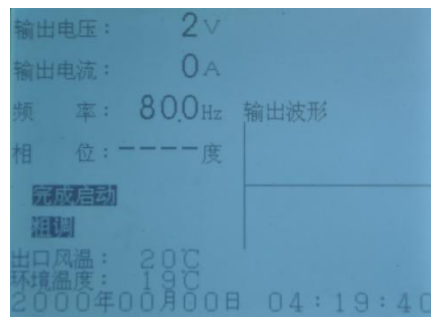 输出电压： 2V
输出电流： 0A
频 率： 80.0Hz 输出波形
相 位：----度
完成启动
粗调
出口风温： 20℃
环境温度： 19℃
2000年00月00日 04:19:40